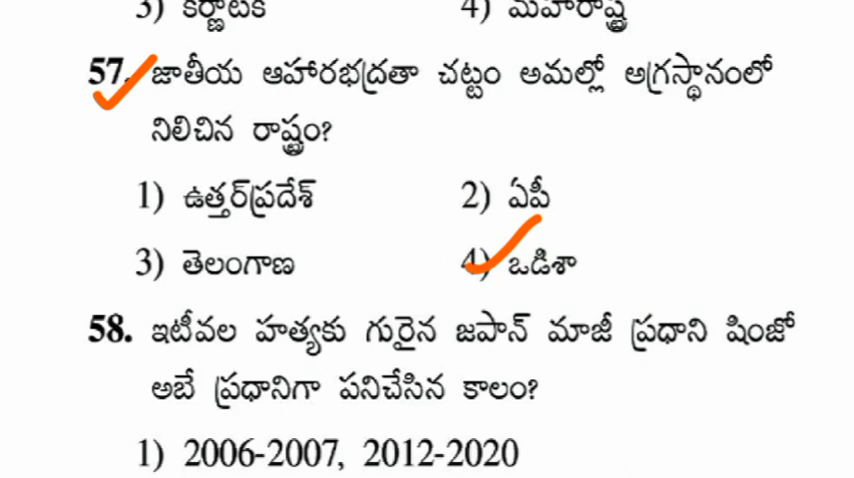 3) కర్ణాటక 4) మహారాష్ట్ర
57. జాతీయ ఆహారభద్రతా చట్టం అమల్లో అగ్రస్థానంలో
నిలిచిన రాష్ట్రం?
1) ఉత్తర్‌ప్రదేశ్ 2) ఏపీ
3) తెలంగాణ 4) ఒడిశా
58. ఇటీవల హత్యకు గురైన జపాన్ మాజీ ప్రధాని షింజో
అబే ప్రధానిగా పనిచేసిన కాలం?
1) 2006-2007, 2012-2020